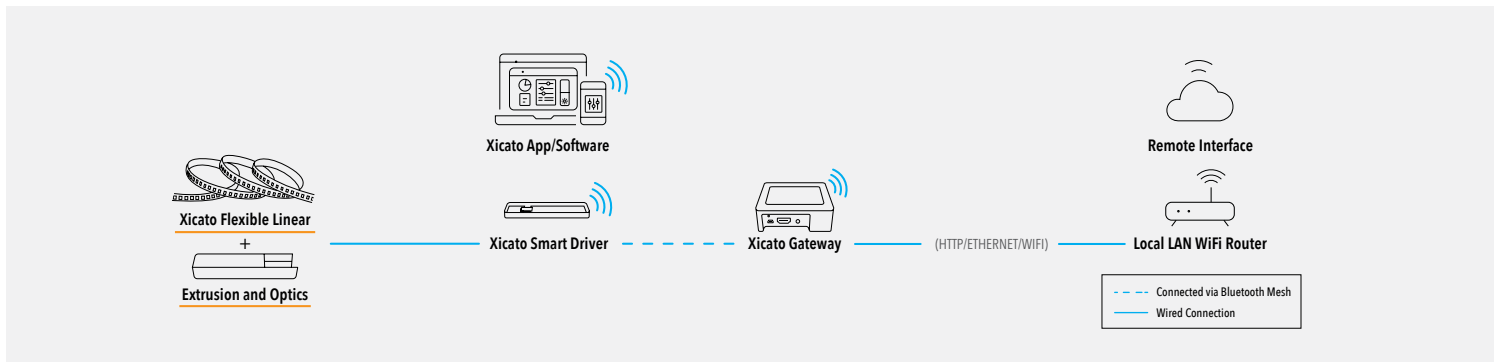 Xicato App/Software
Remote Interface
Xicato Flexible Linear
+
Extrusion and Optics
Xicato Smart Driver
Xicato Gateway
(HTTP/ETHERNET/WIFI)
Local LAN WiFi Router
Connected via Bluetooth Mesh
Wired Connection